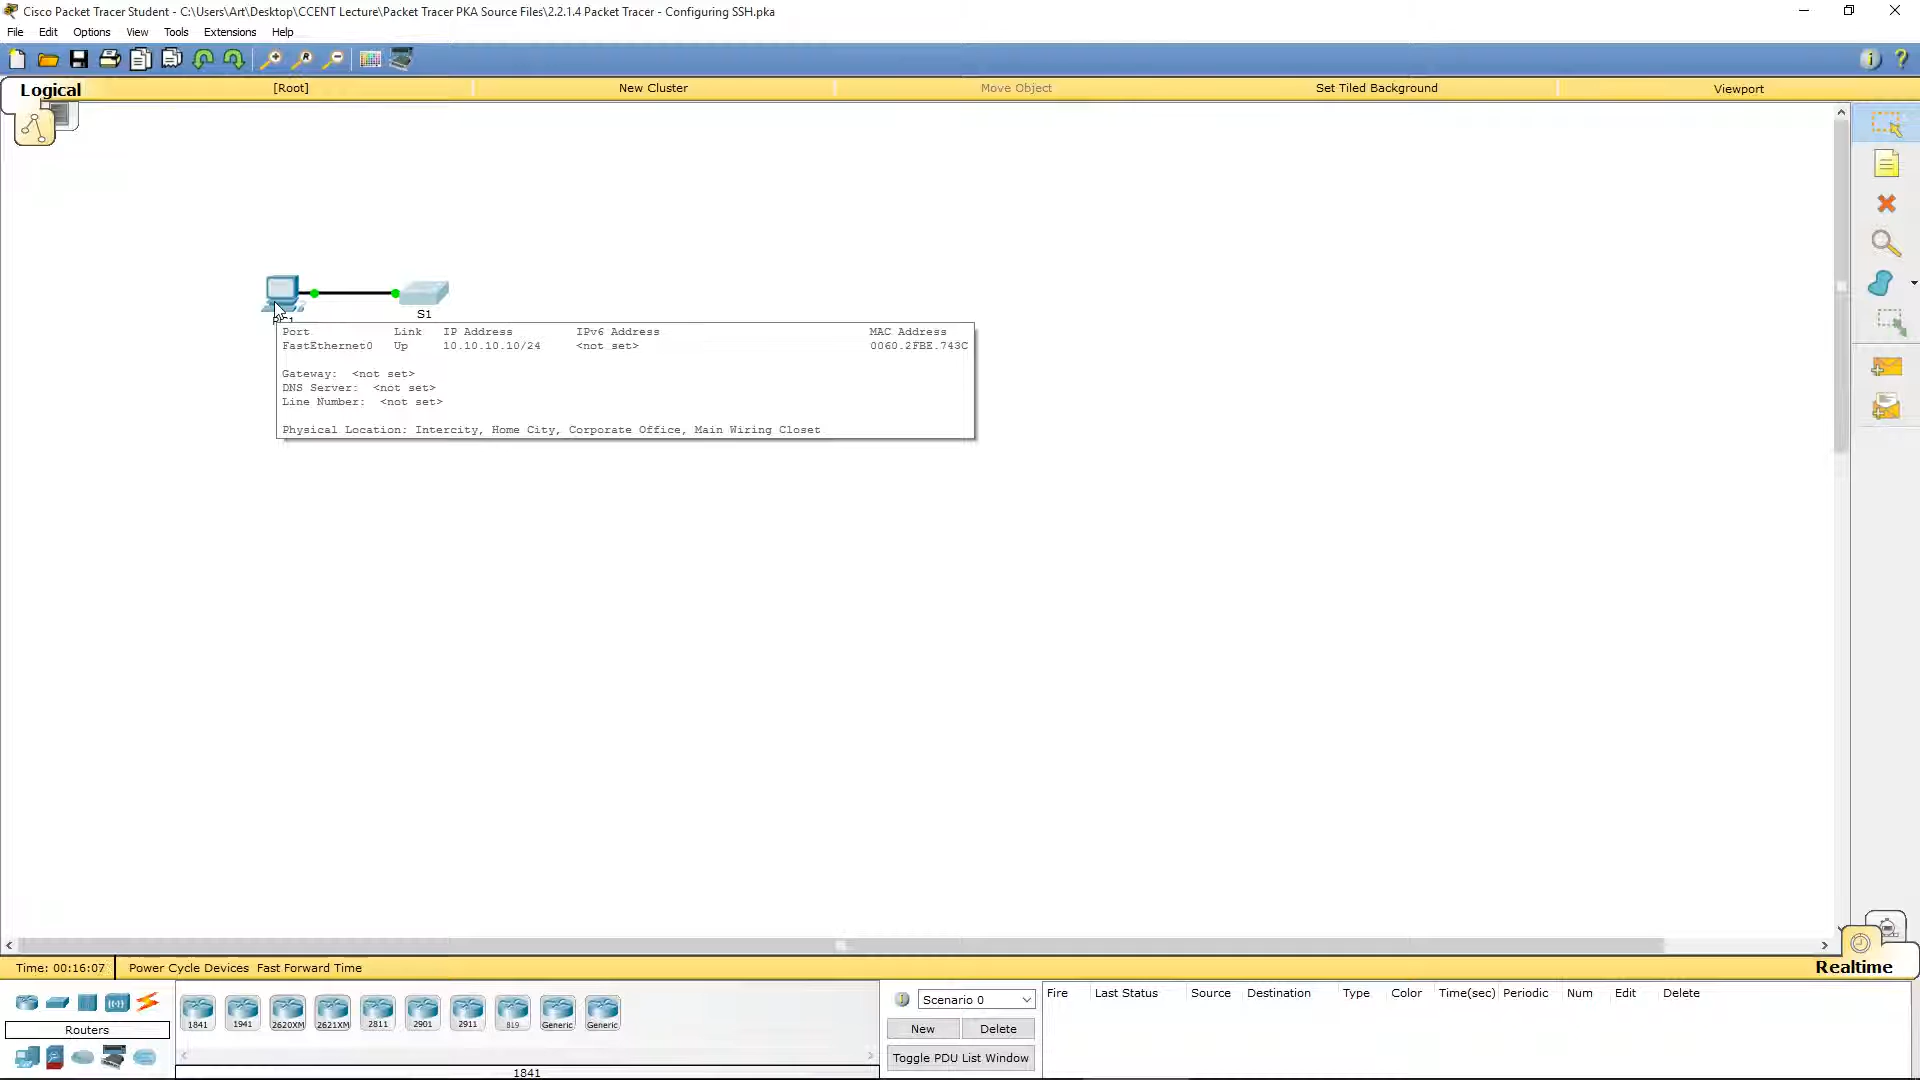 Cisco Packet Tracer Student - C:\Users\Art\Desktop\CCENT Lecture\Packet Tracer PKA Source Files\2.2.1.4 Packet Tracer - Configuring SSH.pka
File Edit Options View Tools Extensions Help
Logical [Root] New Cluster Move Object Set Tiled Background Viewport
S1
Port Link IP Address IPv6 Address MAC Address
FastEthernet0 Up 10.10.10.10/24 <not set> 0060.2FBE.743C
Gateway: <not set>
DNS Server: <not set>
Line Number: <not set>
Physical Location: Intercity, Home City, Corporate Office, Main Wiring Closet
Time: 00:16:07 Power Cycle Devices Fast Forward Time Realtime
Routers
1841 1941 2620XM 2621XM 2811 2901 2911 819 Generic Generic
1841
Scenario 0
New Delete
Toggle PDU List Window
Fire Last Status Source Destination Type Color Time(sec) Periodic Num Edit Delete